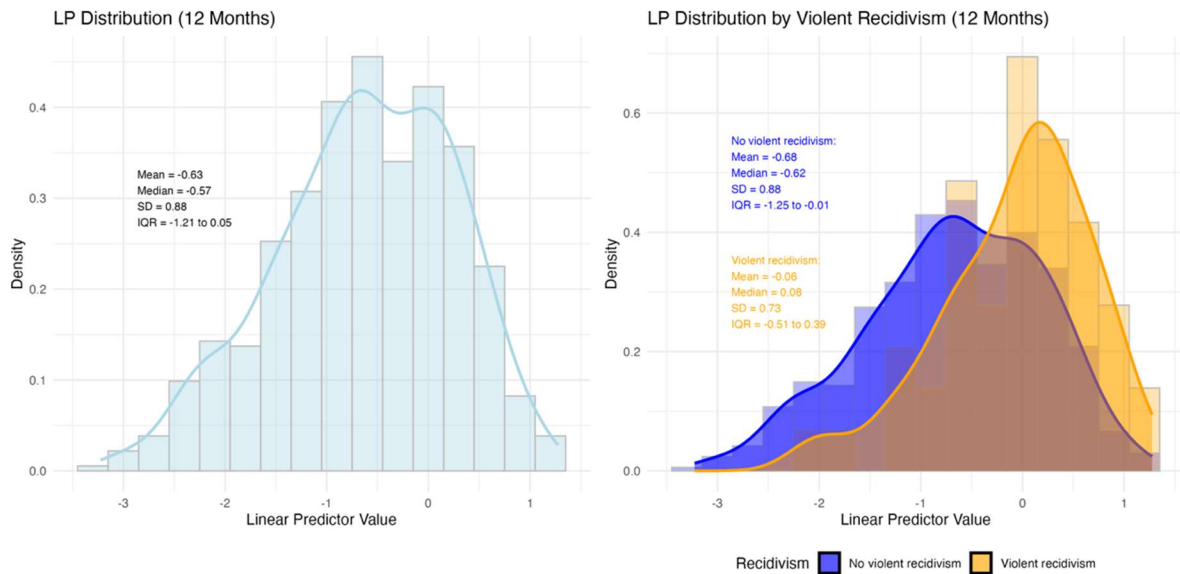 LP Distribution (12 Months)
0.4
0.3
0.2
0.1
0.0
Density
Mean = -0.63
Median = -0.57
SD = 0.88
IQR = -1.21 to 0.05
-3
-2
-1
0
1
Linear Predictor Value
LP Distribution by Violent Recidivism (12 Months)
0.6
0.4
0.2
0.0
Density
No violent recidivism:
Mean = -0.68
Median = -0.62
SD = 0.88
IQR = -1.25 to -0.01
Violent recidivism:
Mean = -0.06
Median = 0.08
SD = 0.73
IQR = -0.51 to 0.39
-3
-2
-1
0
1
Linear Predictor Value
Recidivism
No violent recidivism
Violent recidivism